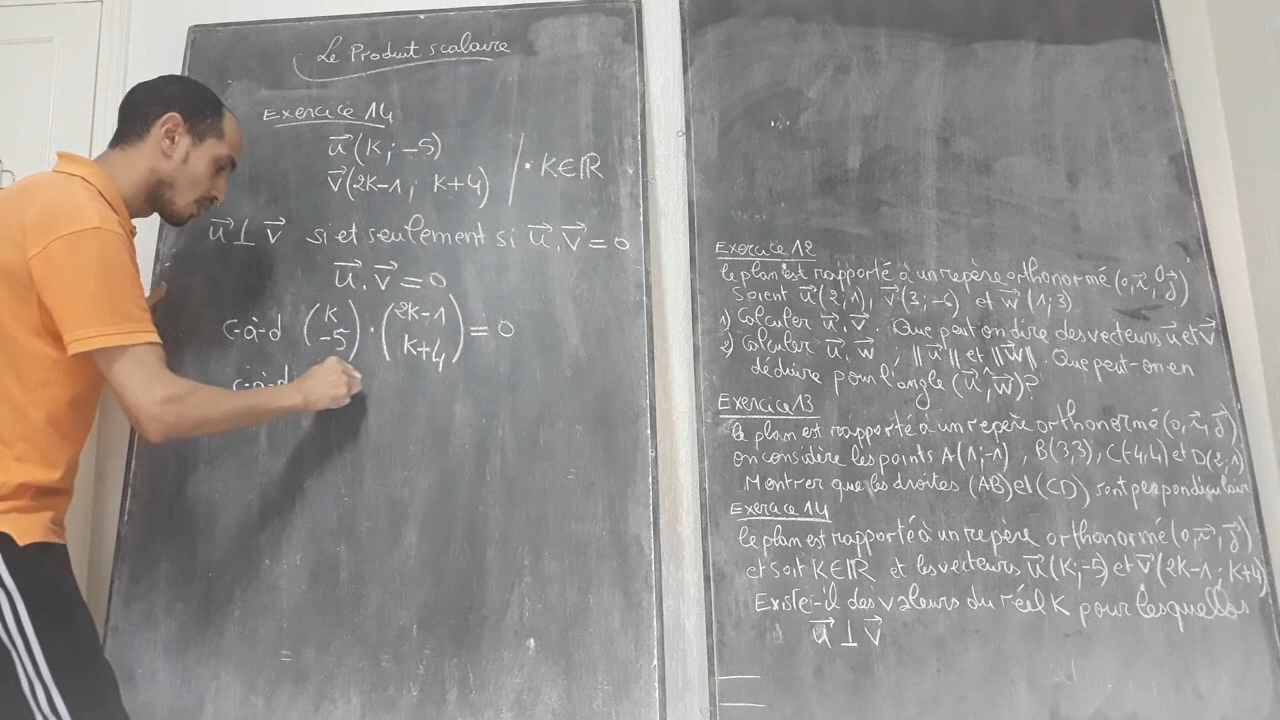 Le Produit scalaire
Exercice 14
u⃗(K; -5)
v⃗(2K-1; K+4) | • K∈ℝ
u⃗ ⊥ v⃗ si et seulement si u⃗.v⃗ = 0
u⃗.v⃗ = 0
c-à-d (K -5) · (2K-1 K+4) = 0
c-à-d
Exercice 12
le plan est rapporté à un repère orthonormé (0,i⃗,j⃗)
Soient u⃗(2;1), v⃗(3;-6) et w⃗(1;3)
1) Calculer u⃗.v⃗. Que peut on dire des vecteurs u⃗ et v⃗
2) Calculer u⃗.w⃗, ||u⃗|| et ||w⃗||. Que peut-on en
déduire pour l'angle (u⃗,w⃗)?
Exercice 13
le plan est rapporté à un repère orthonormé (0,i⃗,j⃗)
on considère les points A(1;-1), B(3,3), C(-4,4) et D(2;1)
Montrer que les droites (AB) et (CD) sont perpendiculaire
Exercice 14
le plan est rapporté à un repère orthonormé (0,i⃗,j⃗)
et soit K∈ℝ et les vecteurs u⃗(K;-5) et v⃗(2K-1; K+4)
Existe-il des valeurs du réel K pour lesquelles
u⃗ ⊥ v⃗